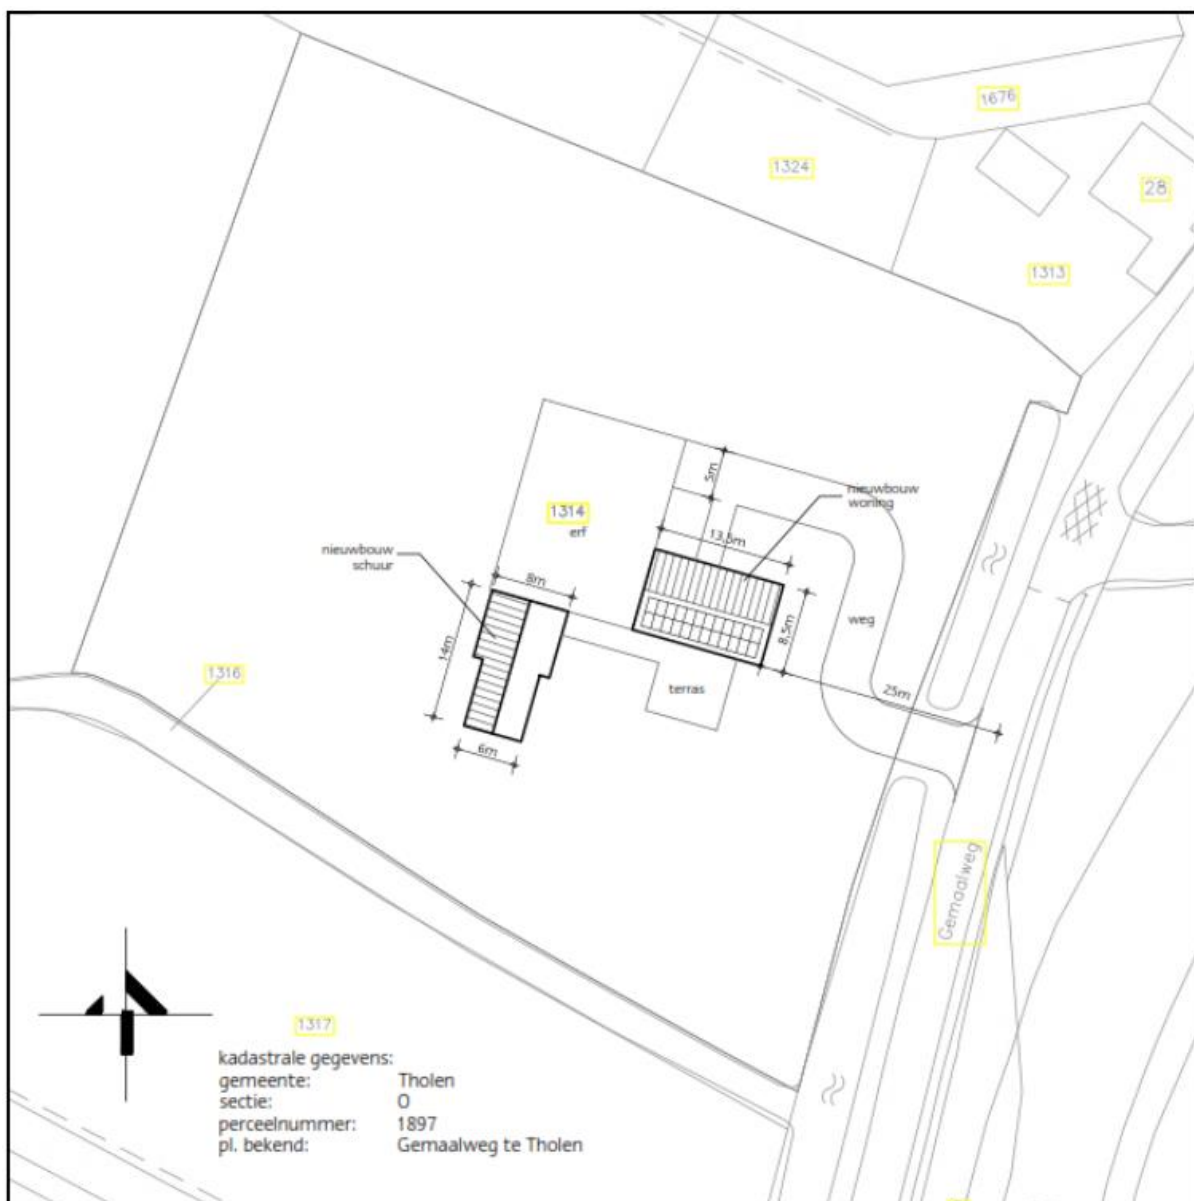 1676
1324
28
1313
5m
nieuwbouw
woning
1314
erf
13,5m
nieuwbouw
schuur
8m
14m
8,5m
weg
1316
terras
25m
6m
Gemaalweg
1317
kadastrale gegevens:
gemeente: Tholen
sectie: O
perceelnummer: 1897
pl. bekend: Gemaalweg te Tholen